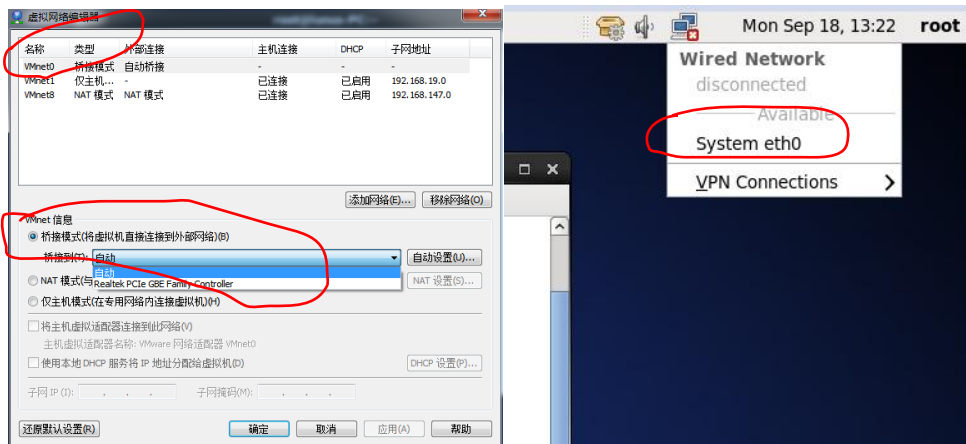 虚拟网络编辑器
名称 类型 外部连接 主机连接 DHCP 子网地址
VMnet0 桥接模式 自动桥接 - - -
VMnet1 仅主机... - 已连接 已启用 192.168.19.0
VMnet8 NAT 模式 NAT 模式 已连接 已启用 192.168.147.0
添加网络(E)... 移除网络(O)
VMnet 信息
桥接模式(将虚拟机直接连接到外部网络)(B)
桥接到(T): 自动 自动设置(U)...
自动
Realtek PCIe GBE Family Controller
NAT 模式(与 NAT 设置(S)...
仅主机模式(在专用网络内连接虚拟机)(H)
将主机虚拟适配器连接到此网络(V)
主机虚拟适配器名称: VMware 网络适配器 VMnet0
使用本地 DHCP 服务将 IP 地址分配给虚拟机(D) DHCP 设置(P)...
子网 IP (I): . . . 子网掩码(M): . . .
还原默认设置(R) 确定 取消 应用(A) 帮助
Mon Sep 18, 13:22 root
Wired Network
disconnected
Available
System eth0
VPN Connections